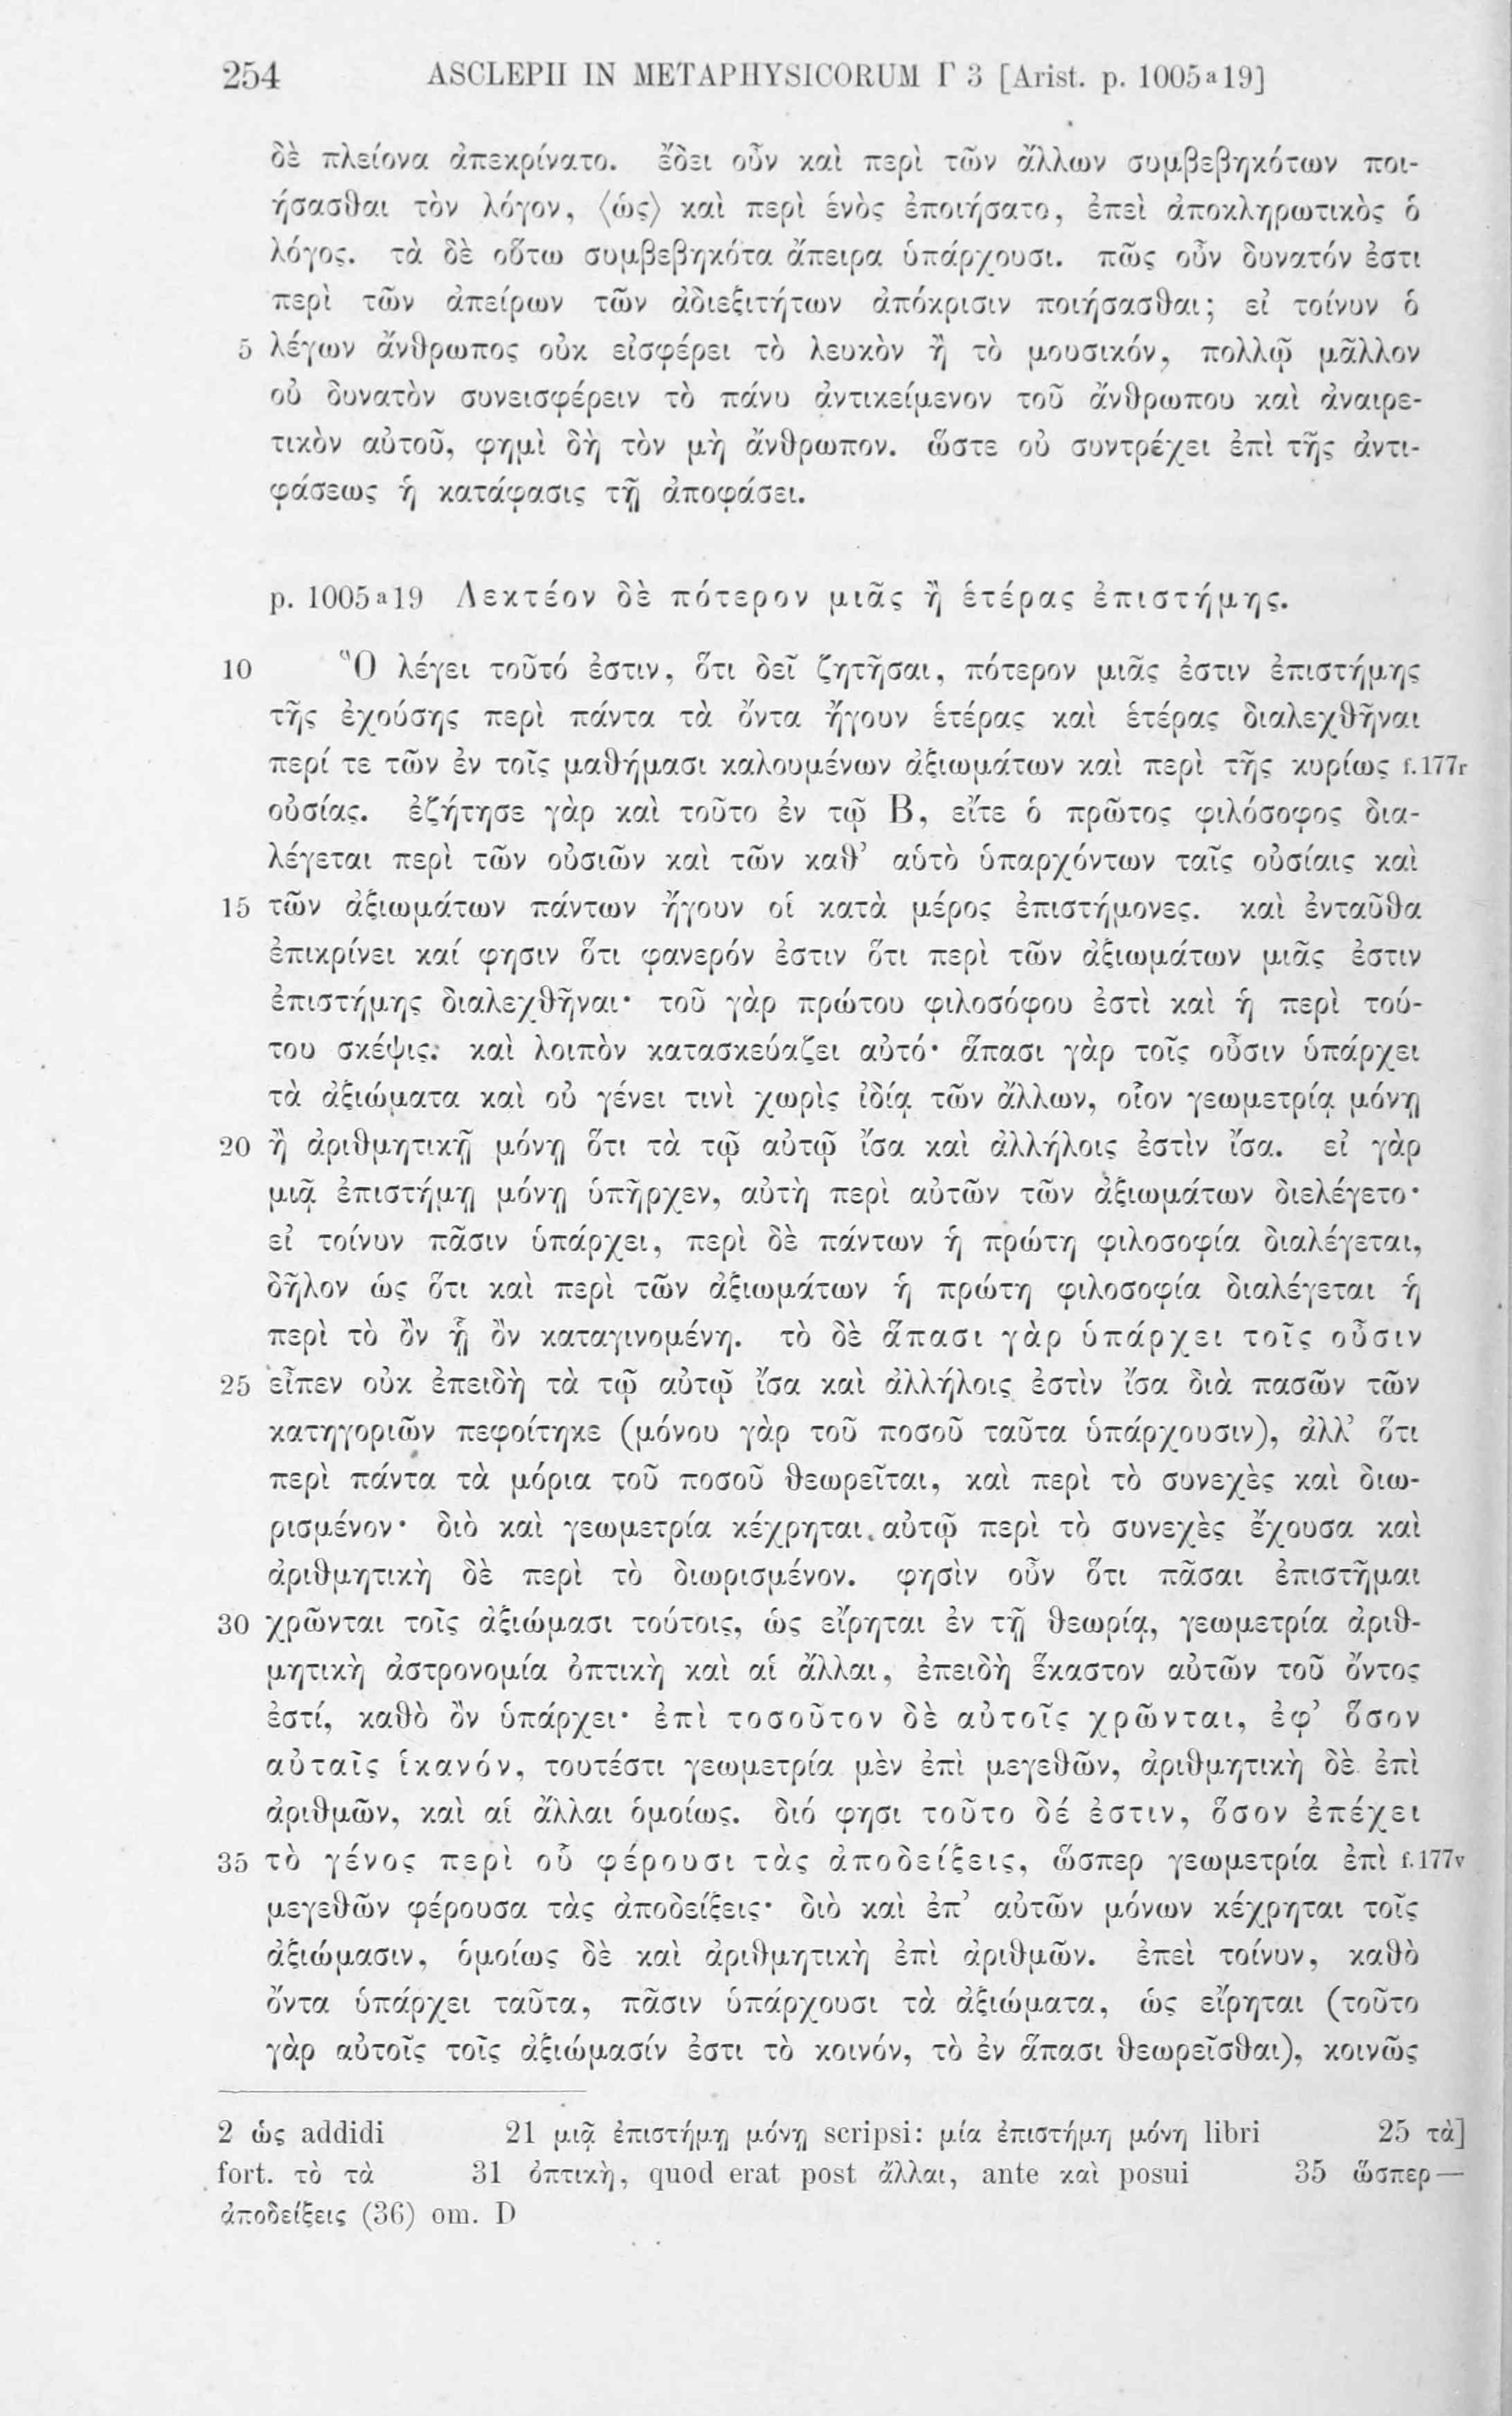 254 ASCLEPII IN METAPHYSICORUM Γ 3 [Arist. p. 1005ᵃ19]
δὲ πλείονα ἀπεκρίνατο. ἔδει οὖν καὶ περὶ τῶν ἄλλων συμβεβηκότων ποι-
ήσασθαι τὸν λόγον, ⟨ὡς⟩ καὶ περὶ ἑνὸς ἐποιήσατο, ἐπεὶ ἀποκληρωτικὸς ὁ
λόγος. τὰ δὲ οὕτω συμβεβηκότα ἄπειρα ὑπάρχουσι. πῶς οὖν δυνατόν ἐστι
περὶ τῶν ἀπείρων τῶν ἀδιεξιτήτων ἀπόκρισιν ποιήσασθαι; εἰ τοίνυν ὁ
5 λέγων ἄνθρωπος οὐκ εἰσφέρει τὸ λευκὸν ἢ τὸ μουσικόν, πολλῷ μᾶλλον
οὐ δυνατὸν συνεισφέρειν τὸ πάνυ ἀντικείμενον τοῦ ἄνθρωπου καὶ ἀναιρε-
τικὸν αὐτοῦ, φημὶ δὴ τὸν μὴ ἄνθρωπον. ὥστε οὐ συντρέχει ἐπὶ τῆς ἀντι-
φάσεως ἡ κατάφασις τῇ ἀποφάσει.
p. 1005ᵃ19 Λεκτέον δὲ πότερον μιᾶς ἢ ἑτέρας ἐπιστήμης.
10 Ὃ λέγει τοῦτό ἐστιν, ὅτι δεῖ ζητῆσαι, πότερον μιᾶς ἐστιν ἐπιστήμης
τῆς ἐχούσης περὶ πάντα τὰ ὄντα ἤγουν ἑτέρας καὶ ἑτέρας διαλεχθῆναι
περί τε τῶν ἐν τοῖς μαθήμασι καλουμένων ἀξιωμάτων καὶ περὶ τῆς κυρίως f. 177r
οὐσίας. ἐζήτησε γὰρ καὶ τοῦτο ἐν τῷ Β, εἴτε ὁ πρῶτος φιλόσοφος δια-
λέγεται περὶ τῶν οὐσιῶν καὶ τῶν καθ’ αὑτὸ ὑπαρχόντων ταῖς οὐσίαις καὶ
15 τῶν ἀξιωμάτων πάντων ἤγουν οἱ κατὰ μέρος ἐπιστήμονες. καὶ ἐνταῦθα
ἐπικρίνει καί φησιν ὅτι φανερόν ἐστιν ὅτι περὶ τῶν ἀξιωμάτων μιᾶς ἐστιν
ἐπιστήμης διαλεχθῆναι· τοῦ γὰρ πρώτου φιλοσόφου ἐστὶ καὶ ἡ περὶ τού-
του σκέψις. καὶ λοιπὸν κατασκεύαζει αὐτό· ἅπασι γὰρ τοῖς οὖσιν ὑπάρχει
τὰ ἀξιώματα καὶ οὐ γένει τινὶ χωρὶς ἰδίᾳ τῶν ἄλλων, οἷον γεωμετρίᾳ μόνῃ
20 ἢ ἀριθμητικῇ μόνῃ ὅτι τὰ τῷ αὐτῷ ἴσα καὶ ἀλλήλοις ἐστὶν ἴσα. εἰ γὰρ
μιᾷ ἐπιστήμῃ μόνῃ ὑπῆρχεν, αὐτὴ περὶ αὐτῶν τῶν ἀξιωμάτων διελέγετο·
εἰ τοίνυν πᾶσιν ὑπάρχει, περὶ δὲ πάντων ἡ πρώτη φιλοσοφία διαλέγεται,
δῆλον ὡς ὅτι καὶ περὶ τῶν ἀξιωμάτων ἡ πρώτη φιλοσοφία διαλέγεται ἡ
περὶ τὸ ὂν ᾗ ὂν καταγινομένη. τὸ δὲ ἅπασι γὰρ ὑπάρχει τοῖς οὖσιν
25 εἶπεν οὐκ ἐπειδὴ τὰ τῷ αὐτῷ ἴσα καὶ ἀλλήλοις ἐστὶν ἴσα διὰ πασῶν τῶν
κατηγοριῶν πεφοίτηκε (μόνου γὰρ τοῦ ποσοῦ ταῦτα ὑπάρχουσιν), ἀλλ’ ὅτι
περὶ πάντα τὰ μόρια τοῦ ποσοῦ θεωρεῖται, καὶ περὶ τὸ συνεχὲς καὶ διω-
ρισμένον· διὸ καὶ γεωμετρία κέχρηται αὐτῷ περὶ τὸ συνεχὲς ἔχουσα καὶ
ἀριθμητικὴ δὲ περὶ τὸ διωρισμένον. φησὶν οὖν ὅτι πᾶσαι ἐπιστῆμαι
30 χρῶνται τοῖς ἀξιώμασι τούτοις, ὡς εἴρηται ἐν τῇ θεωρίᾳ, γεωμετρία ἀριθ-
μητικὴ ἀστρονομία ὀπτικὴ καὶ αἱ ἄλλαι, ἐπειδὴ ἕκαστον αὐτῶν τοῦ ὄντος
ἐστί, καθὸ ὂν ὑπάρχει· ἐπὶ τοσοῦτον δὲ αὐτοῖς χρῶνται, ἐφ’ ὅσον
αὐταῖς ἱκανόν, τουτέστι γεωμετρία μὲν ἐπὶ μεγεθῶν, ἀριθμητικὴ δὲ ἐπὶ
ἀριθμῶν, καὶ αἱ ἄλλαι ὁμοίως. διό φησι τοῦτο δέ ἐστιν, ὅσον ἐπέχει
35 τὸ γένος περὶ οὗ φέρουσι τὰς ἀποδείξεις, ὥσπερ γεωμετρία ἐπὶ f. 177v
μεγεθῶν φέρουσα τὰς ἀποδείξεις· διὸ καὶ ἐπ’ αὐτῶν μόνων κέχρηται τοῖς
ἀξιώμασιν, ὁμοίως δὲ καὶ ἀριθμητικὴ ἐπὶ ἀριθμῶν. ἐπεὶ τοίνυν, καθὸ
ὄντα ὑπάρχει ταῦτα, πᾶσιν ὑπάρχουσι τὰ ἀξιώματα, ὡς εἴρηται (τοῦτο
γὰρ αὐτοῖς τοῖς ἀξιώμασίν ἐστι τὸ κοινόν, τὸ ἐν ἅπασι θεωρεῖσθαι), κοινῶς
2 ὡς addidi 21 μιᾷ ἐπιστήμῃ μόνῃ scripsi: μία ἐπιστήμη μόνη libri 25 τὰ]
fort. τὸ τὰ 31 ὀπτικὴ, quod erat post ἄλλαι, ante καὶ posui 35 ὥσπερ —
ἀποδείξεις (36) om. D